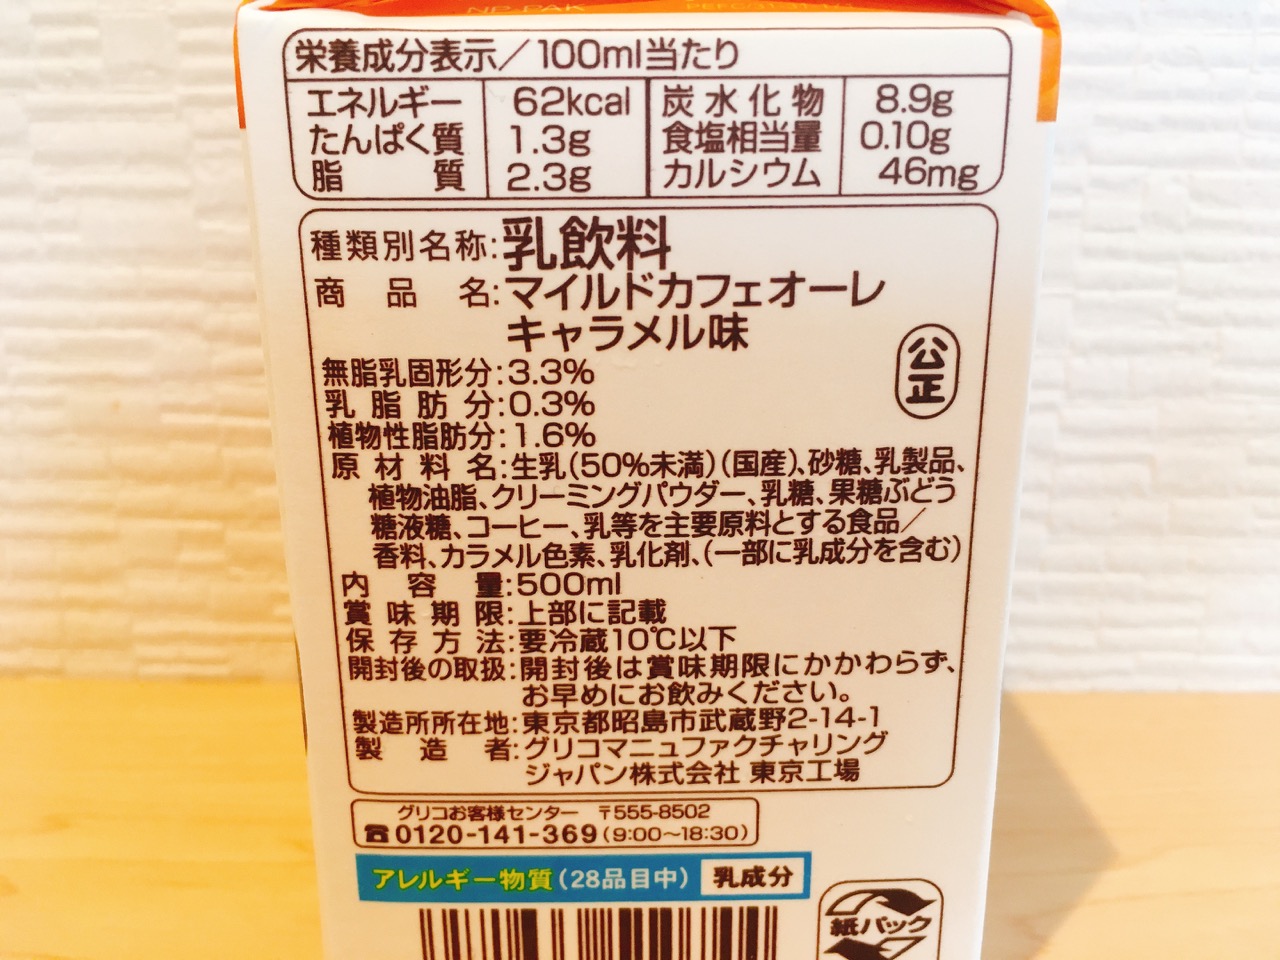 NP-PAK
栄養成分表示／100ml当たり
エネルギー 62kcal 炭水化物 8.9g
たんぱく質 1.3g 食塩相当量 0.10g
脂質 2.3g カルシウム 46mg
種類別名称:乳飲料
商品名:マイルドカフェオーレ
キャラメル味
公正
無脂乳固形分:3.3%
乳脂肪分:0.3%
植物性脂肪分:1.6%
原材料名:生乳(50%未満)(国産)、砂糖、乳製品、
植物油脂、クリーミングパウダー、乳糖、果糖ぶどう
糖液糖、コーヒー、乳等を主要原料とする食品／
香料、カラメル色素、乳化剤、(一部に乳成分を含む)
内容量:500ml
賞味期限:上部に記載
保存方法:要冷蔵10℃以下
開封後の取扱:開封後は賞味期限にかかわらず、
お早めにお飲みください。
製造所所在地:東京都昭島市武蔵野2-14-1
製造者:グリコマニュファクチャリング
ジャパン株式会社 東京工場
グリコお客様センター 〒555-8502
☎0120-141-369(9:00〜18:30)
アレルギー物質(28品目中) 乳成分
紙パック